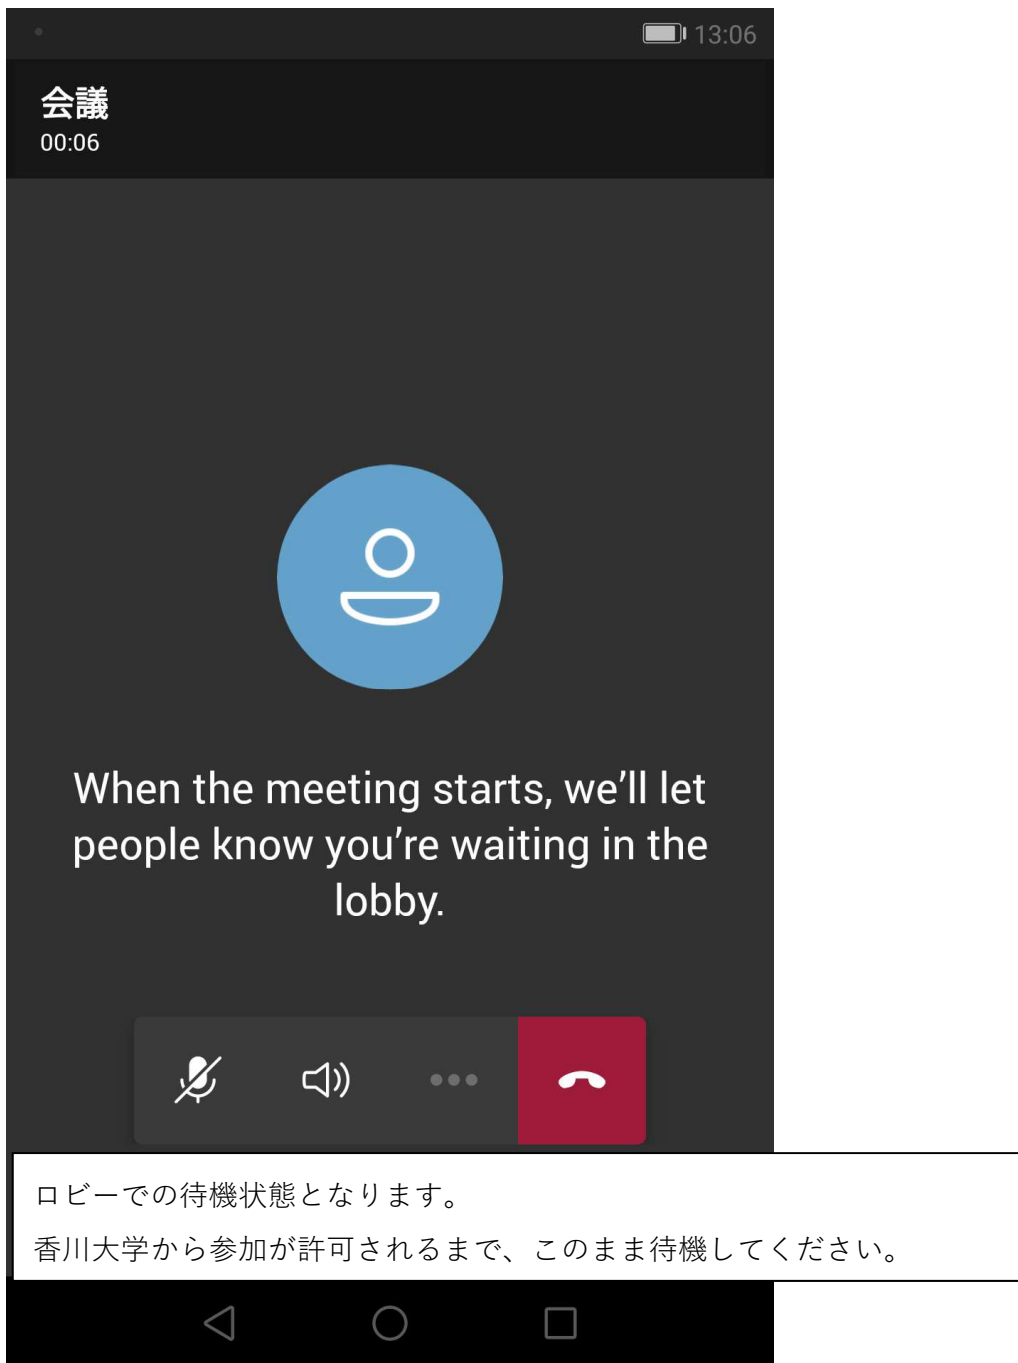 13:06
会議
00:06
When the meeting starts, we’ll let
people know you’re waiting in the
lobby.
ロビーでの待機状態となります。
香川大学から参加が許可されるまで、このまま待機してください。